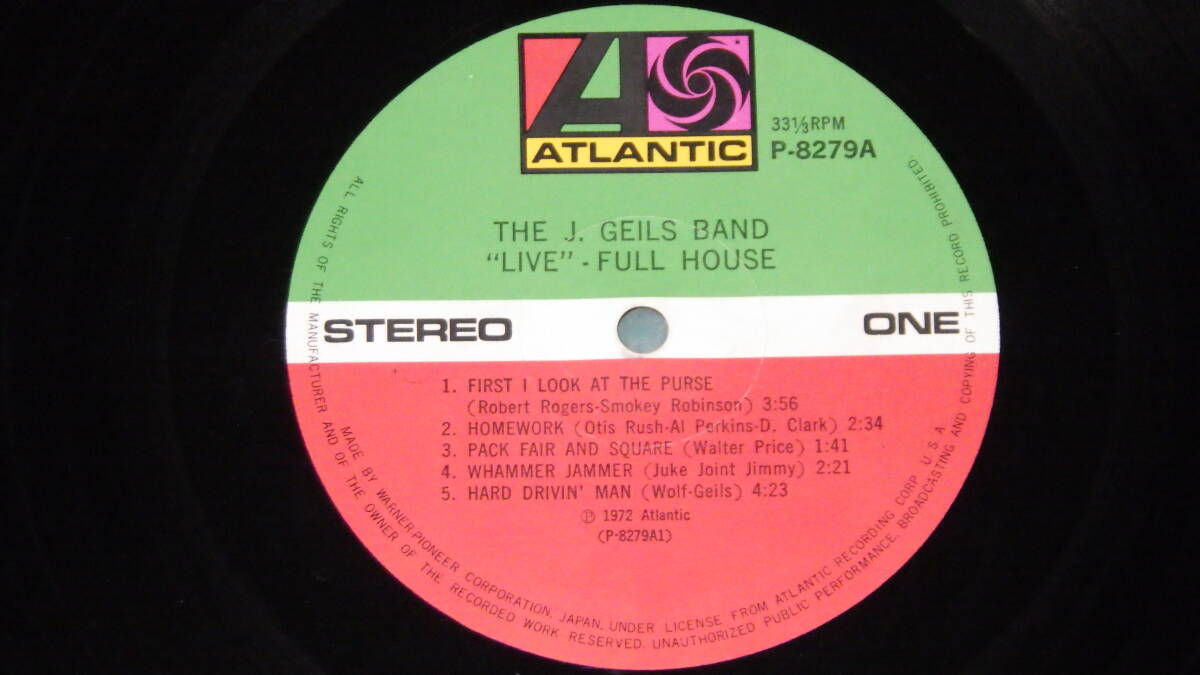 ATLANTIC
33⅓RPM
P-8279A
THE J. GEILS BAND
"LIVE" - FULL HOUSE
STEREO
ONE
1. FIRST I LOOK AT THE PURSE
(Robert Rogers-Smokey Robinson) 3:56
2. HOMEWORK (Otis Rush-Al Perkins-D. Clark) 2:34
3. PACK FAIR AND SQUARE (Walter Price) 1:41
4. WHAMMER JAMMER (Juke Joint Jimmy) 2:21
5. HARD DRIVIN' MAN (Wolf-Geils) 4:23
Ⓟ 1972 Atlantic
(P-8279A1)
MADE BY WARNER-PIONEER CORPORATION, JAPAN, UNDER LICENSE FROM ATLANTIC RECORDING CORP. U.S.A.
ALL RIGHTS OF THE MANUFACTURER AND OF THE OWNER OF THE RECORDED WORK RESERVED. UNAUTHORIZED PUBLIC PERFORMANCE, BROADCASTING AND COPYING OF THIS RECORD PROHIBITED.